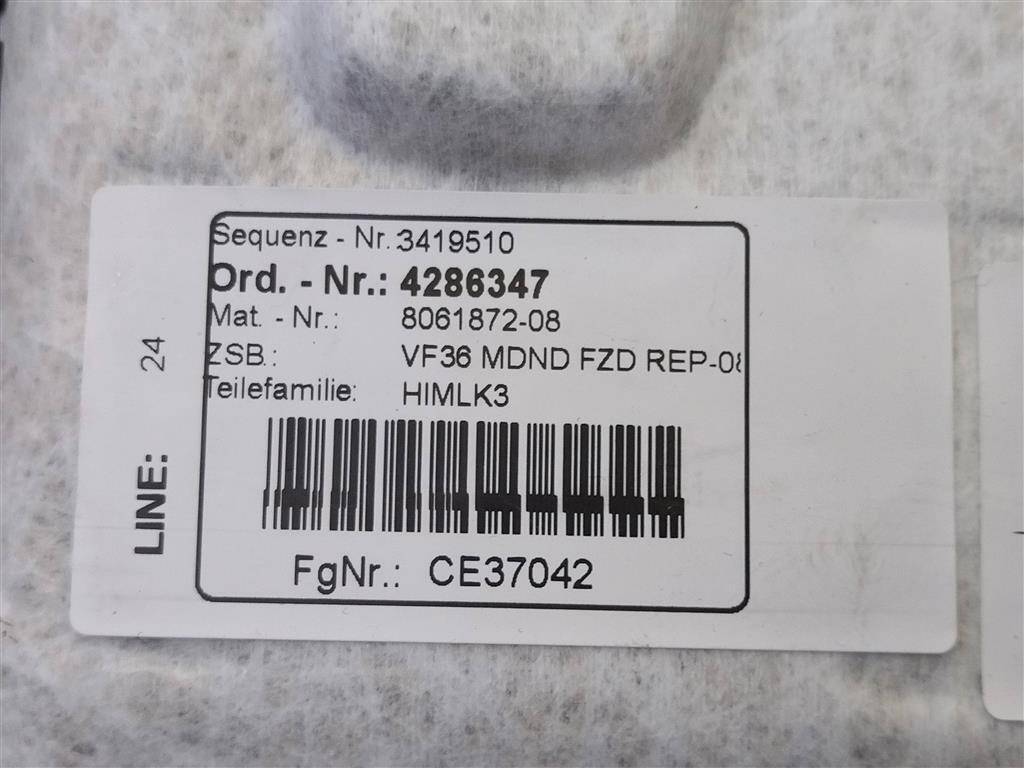 Sequenz - Nr. 3419510
Ord. - Nr.: 4286347
Mat. - Nr.: 8061872-08
ZSB.: VF36 MDND FZD REP-08
Teilefamilie: HIMLK3
FgNr.: CE37042
LINE: 24